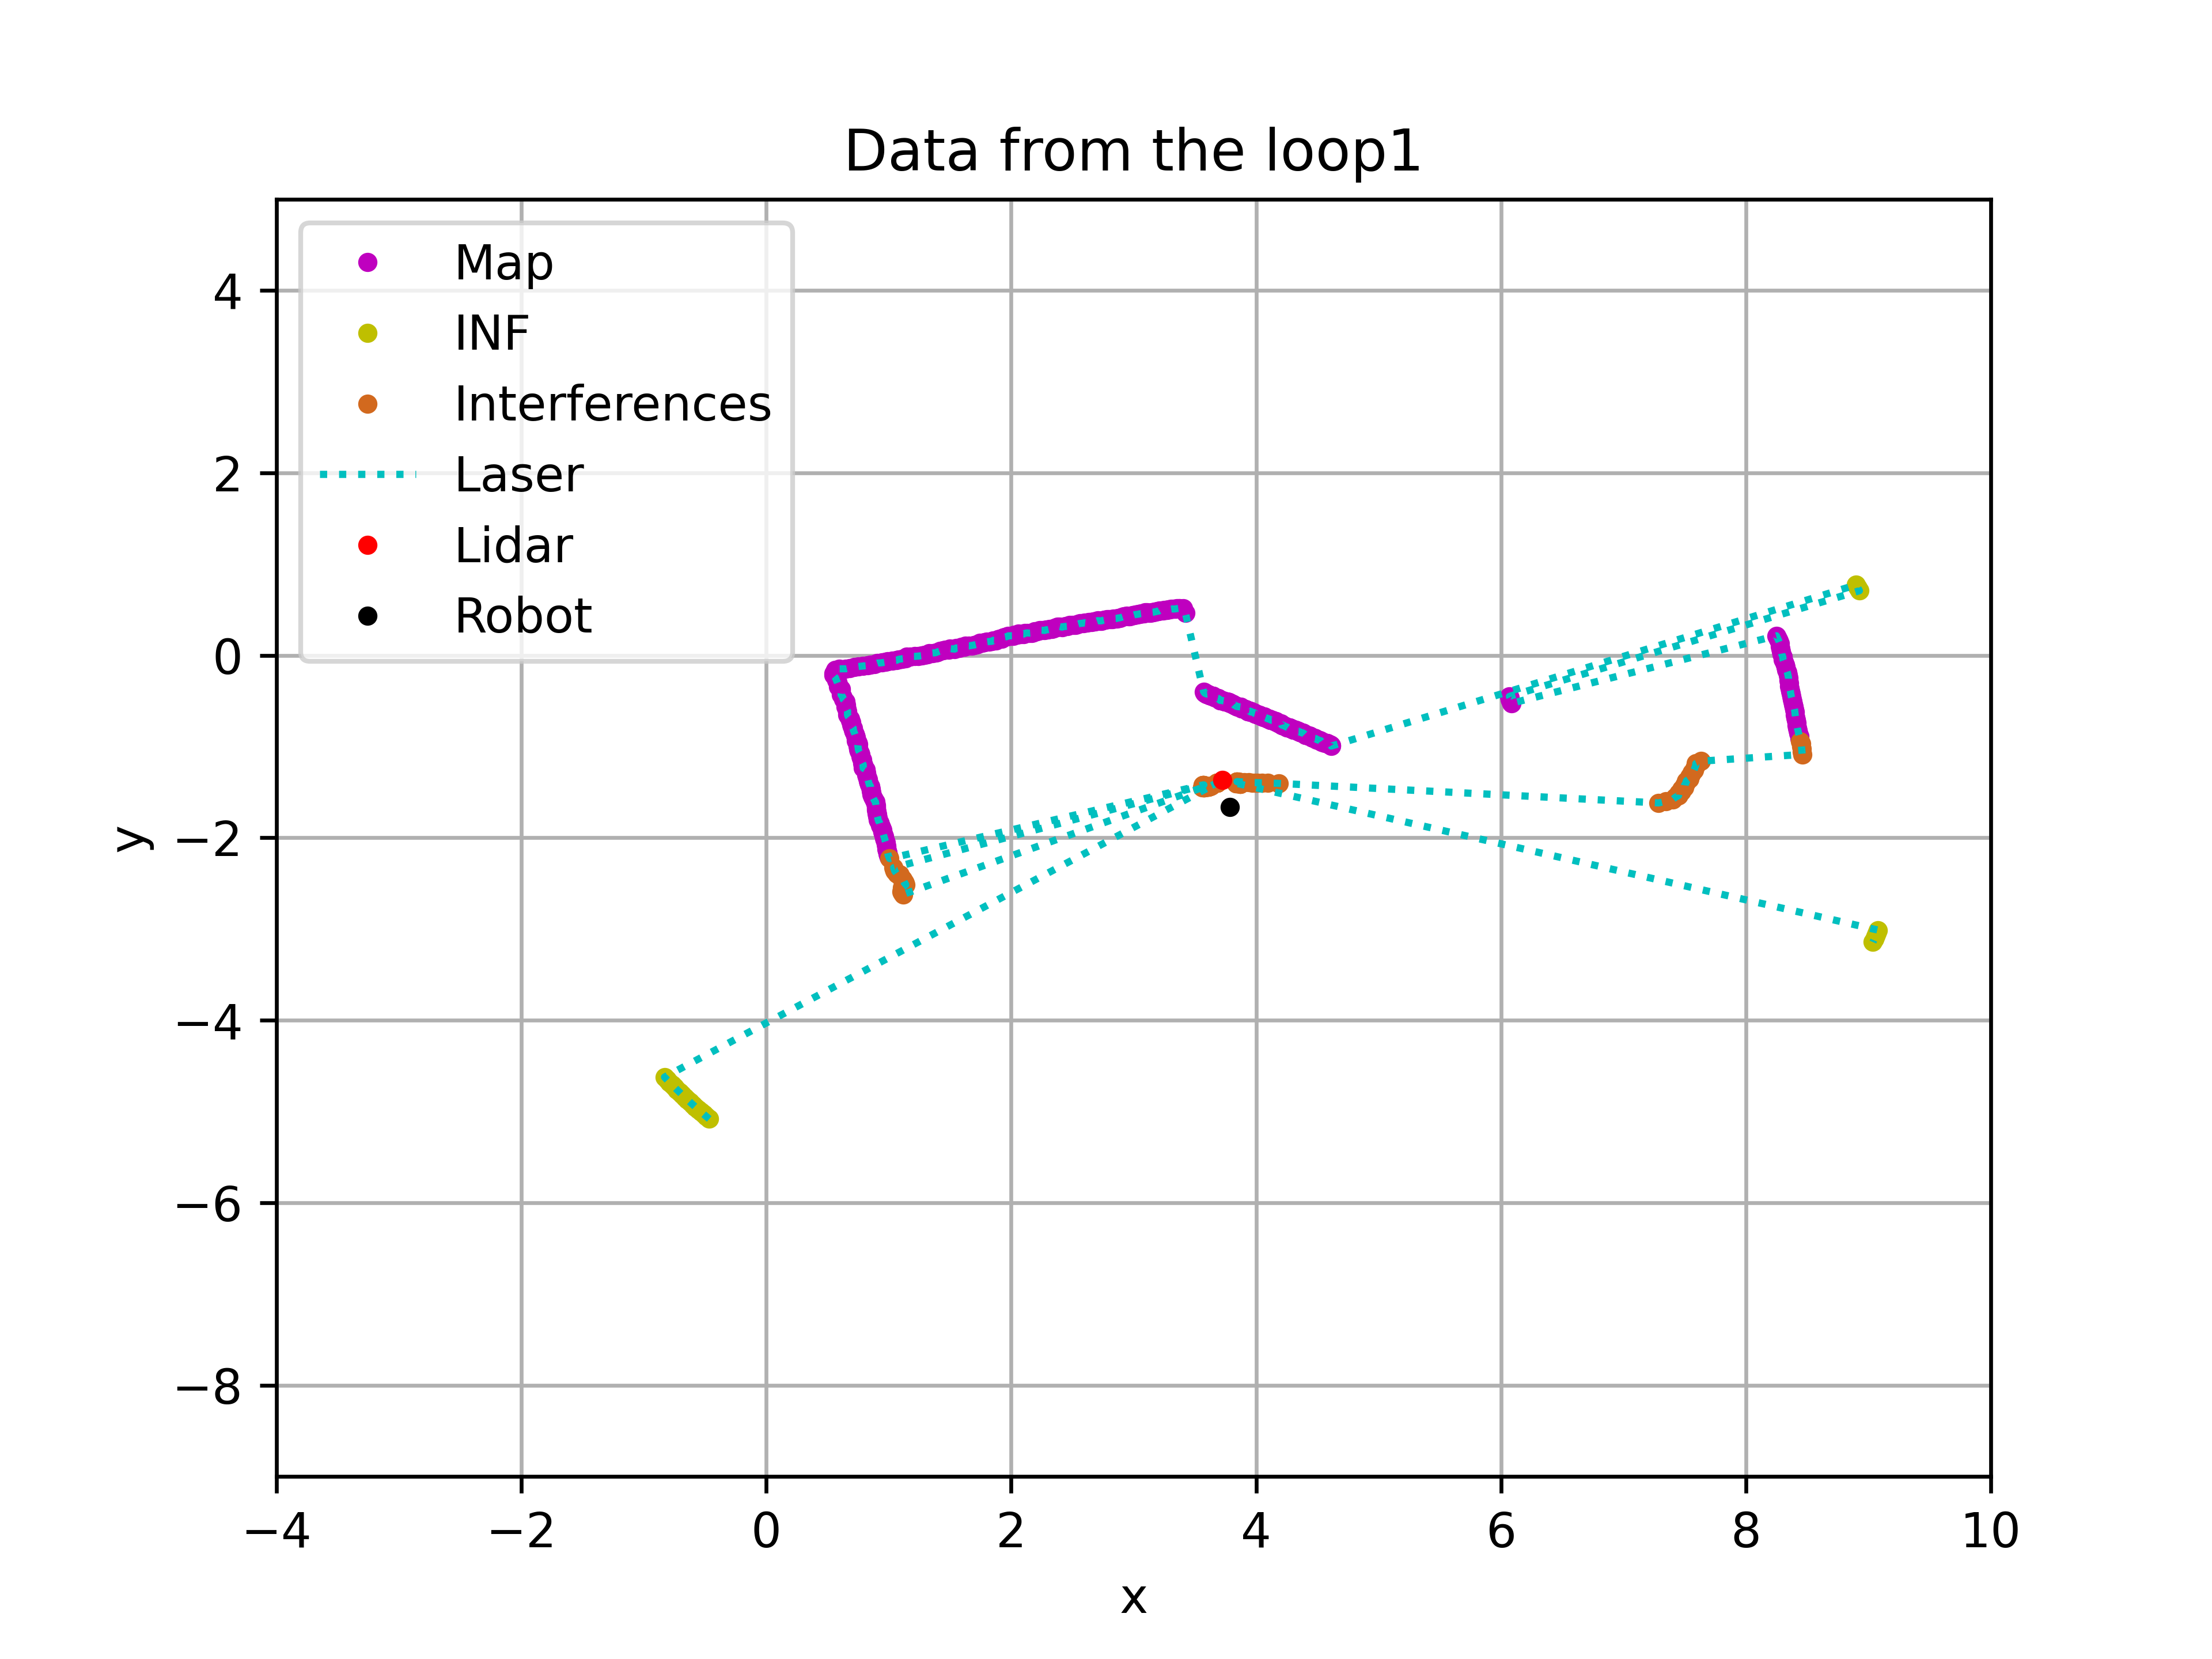 Data from the loop1
Map
INF
Interferences
Laser
Lidar
Robot
y
4
2
0
−2
−4
−6
−8
−4
−2
0
2
4
6
8
10
x